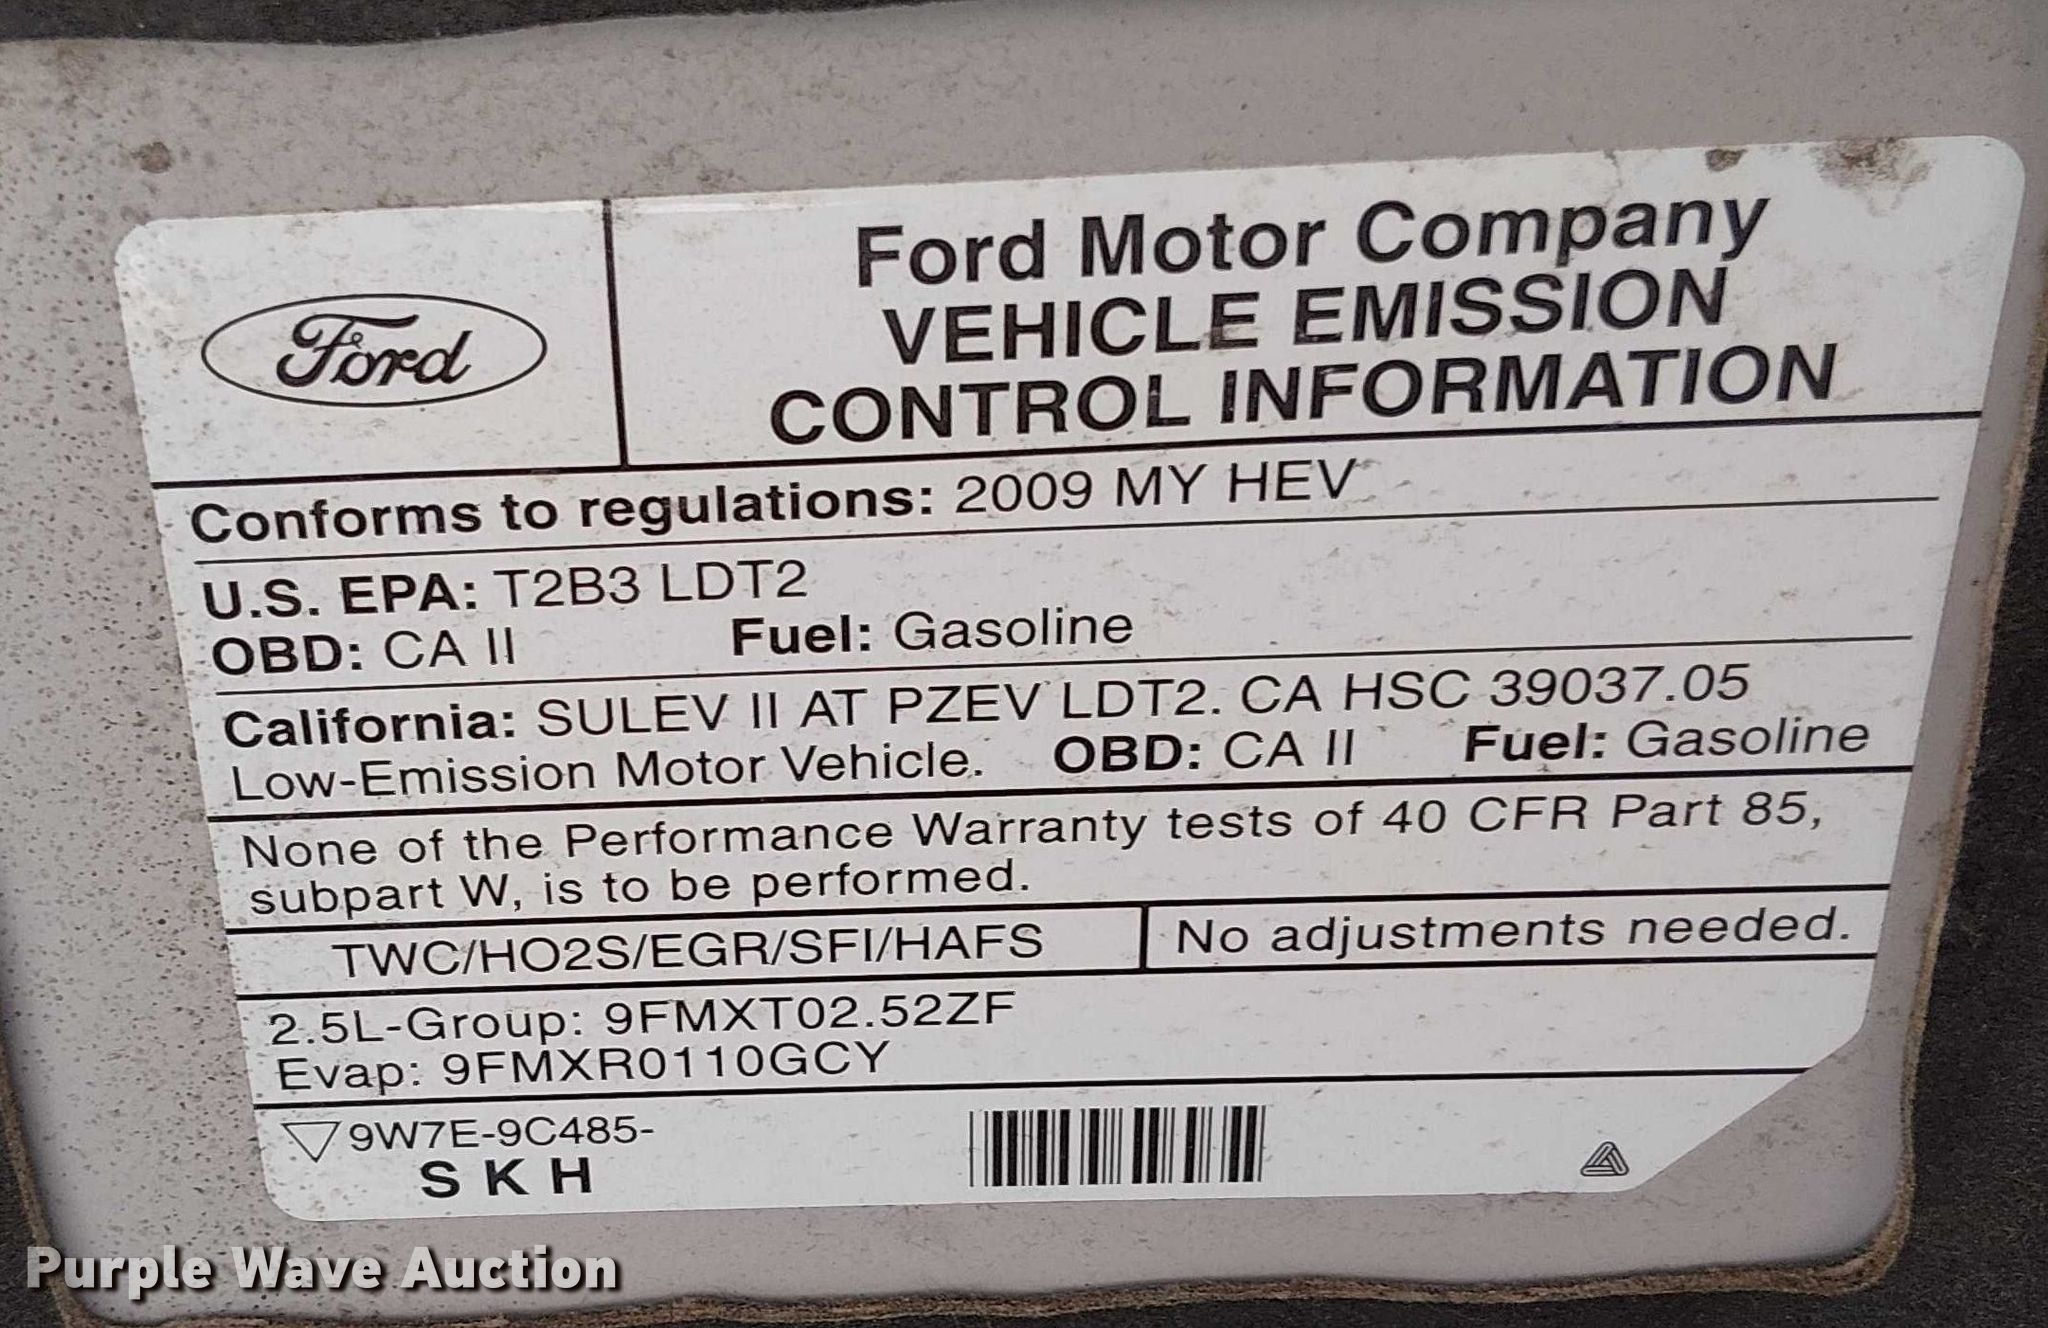 Ford
Ford Motor Company
VEHICLE EMISSION
CONTROL INFORMATION
Conforms to regulations: 2009 MY HEV
U.S. EPA: T2B3 LDT2
OBD: CA II Fuel: Gasoline
California: SULEV II AT PZEV LDT2. CA HSC 39037.05
Low-Emission Motor Vehicle. OBD: CA II Fuel: Gasoline
None of the Performance Warranty tests of 40 CFR Part 85,
subpart W, is to be performed.
TWC/HO2S/EGR/SFI/HAFS No adjustments needed.
2.5L-Group: 9FMXT02.52ZF
Evap: 9FMXR0110GCY
9W7E-9C485-
S K H
Purple Wave Auction